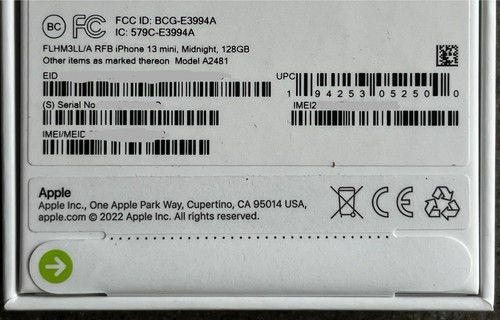 BC FC FCC ID: BCG-E3994A
IC: 579C-E3994A
FLHM3LL/A RFB iPhone 13 mini, Midnight, 128GB
Other items as marked thereon Model A2481
EID
UPC
1 94253 05250 0
(S) Serial No
IMEI2
IMEI/MEID
Apple
Apple Inc., One Apple Park Way, Cupertino, CA 95014 USA,
apple.com © 2022 Apple Inc. All rights reserved.
CE